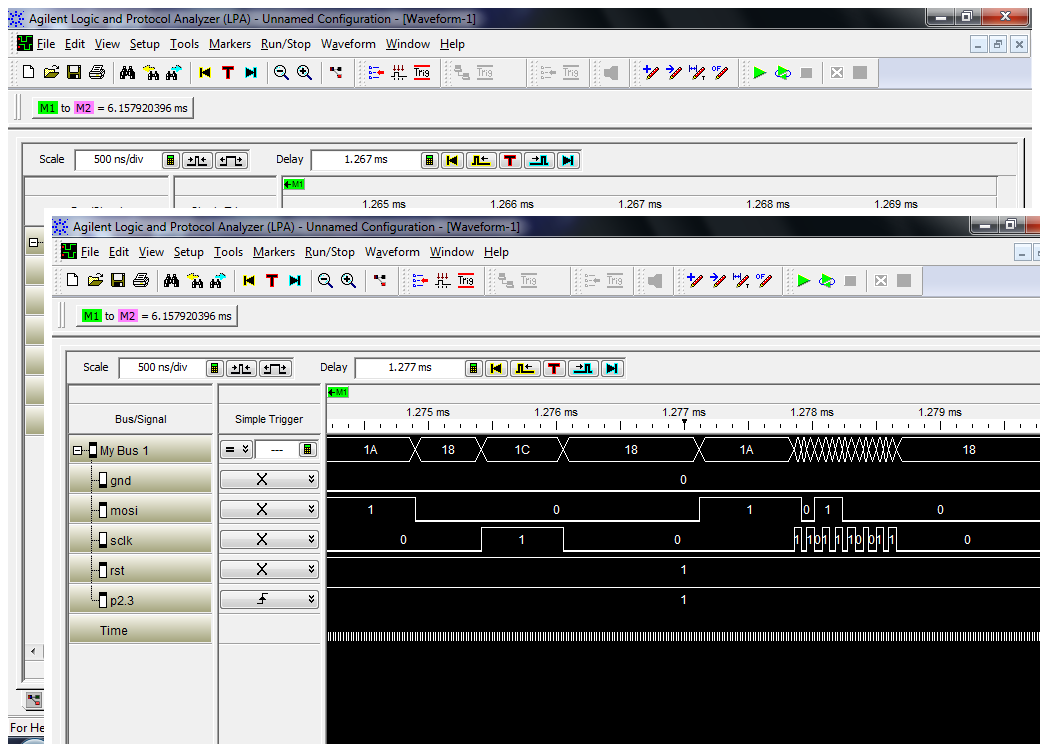 Agilent Logic and Protocol Analyzer (LPA) - Unnamed Configuration - [Waveform-1]
File Edit View Setup Tools Markers Run/Stop Waveform Window Help
T Trig Trig Trig
M1 to M2 = 6.157920396 ms
Scale 500 ns/div Delay 1.267 ms T
M1
1.265 ms 1.266 ms 1.267 ms 1.268 ms 1.269 ms
Agilent Logic and Protocol Analyzer (LPA) - Unnamed Configuration - [Waveform-1]
File Edit View Setup Tools Markers Run/Stop Waveform Window Help
T Trig Trig Trig
M1 to M2 = 6.157920396 ms
Scale 500 ns/div Delay 1.277 ms T
M1
Bus/Signal Simple Trigger 1.275 ms 1.276 ms 1.277 ms 1.278 ms 1.279 ms
My Bus 1 = --- 1A 18 1C 18 1A 18
gnd X 0
mosi X 1 0 1 0 1 0
sclk X 0 1 0 1 1 0 1 1 1 0 0 1 1 0
rst X 1
p2.3 1
Time
For He